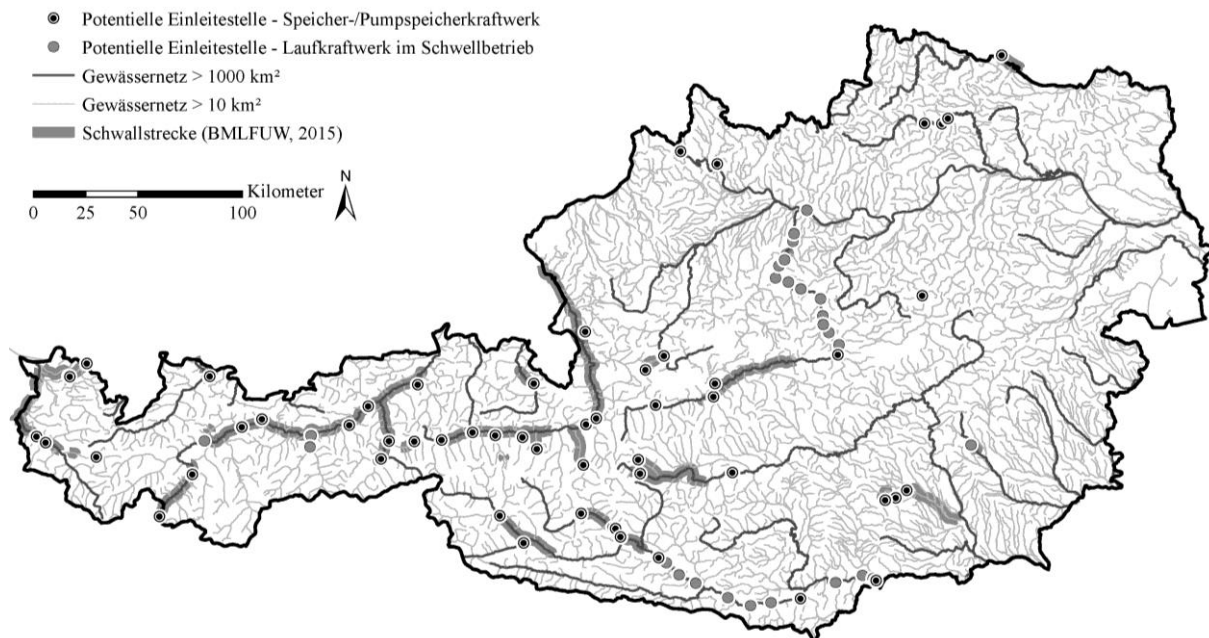 Potentielle Einleitestelle - Speicher-/Pumpspeicherkraftwerk
Potentielle Einleitestelle - Laufkraftwerk im Schwellbetrieb
Gewässernetz > 1000 km²
Gewässernetz > 10 km²
Schwallstrecke (BMLFUW, 2015)
N
Kilometer
0 25 50 100